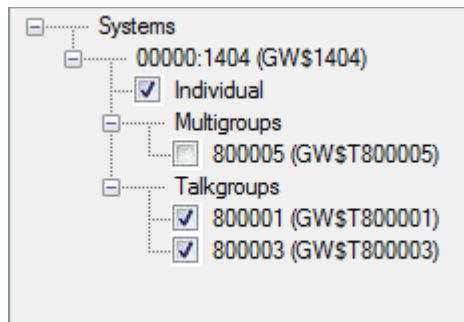 Systems
00000:1404 (GW$1404)
Individual
Multigroups
800005 (GW$T800005)
Talkgroups
800001 (GW$T800001)
800003 (GW$T800003)